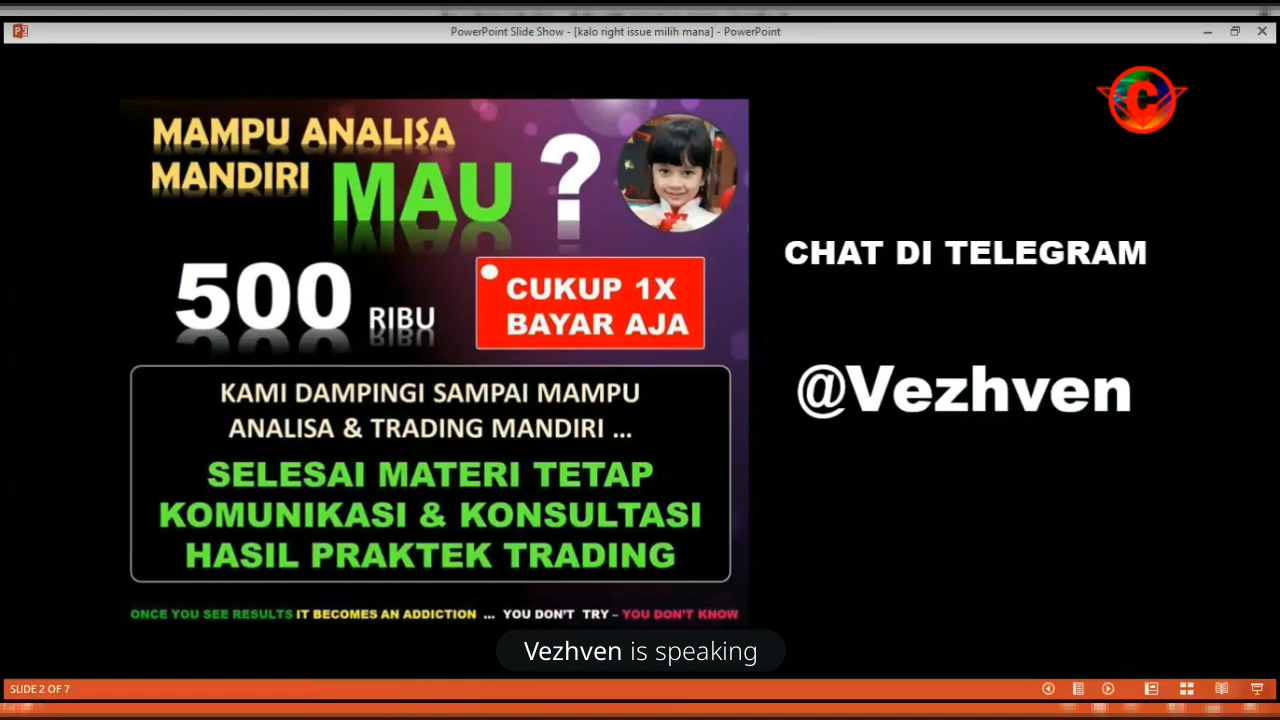 PowerPoint Slide Show - [kalo right issue milih mana] - PowerPoint
C
MAMPU ANALISA
MANDIRI MAU ?
500 RIBU
CUKUP 1X
BAYAR AJA
KAMI DAMPINGI SAMPAI MAMPU
ANALISA & TRADING MANDIRI ...
SELESAI MATERI TETAP
KOMUNIKASI & KONSULTASI
HASIL PRAKTEK TRADING
ONCE YOU SEE RESULTS IT BECOMES AN ADDICTION ... YOU DON'T TRY – YOU DON'T KNOW
CHAT DI TELEGRAM
@Vezhven
Vezhven is speaking
SLIDE 2 OF 7